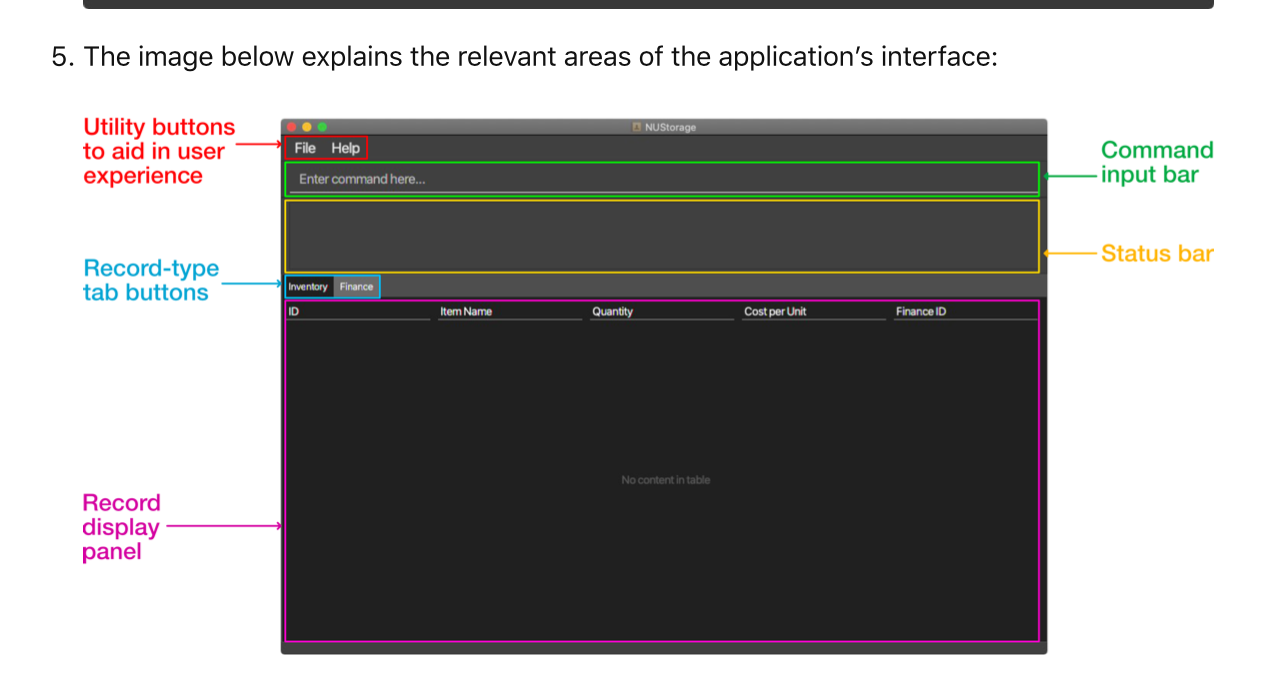 5. The image below explains the relevant areas of the application’s interface:
Utility buttons
to aid in user
experience
NUStorage
File Help
Enter command here...
Command
input bar
Status bar
Record-type
tab buttons
Inventory Finance
ID Item Name Quantity Cost per Unit Finance ID
No content in table
Record
display
panel